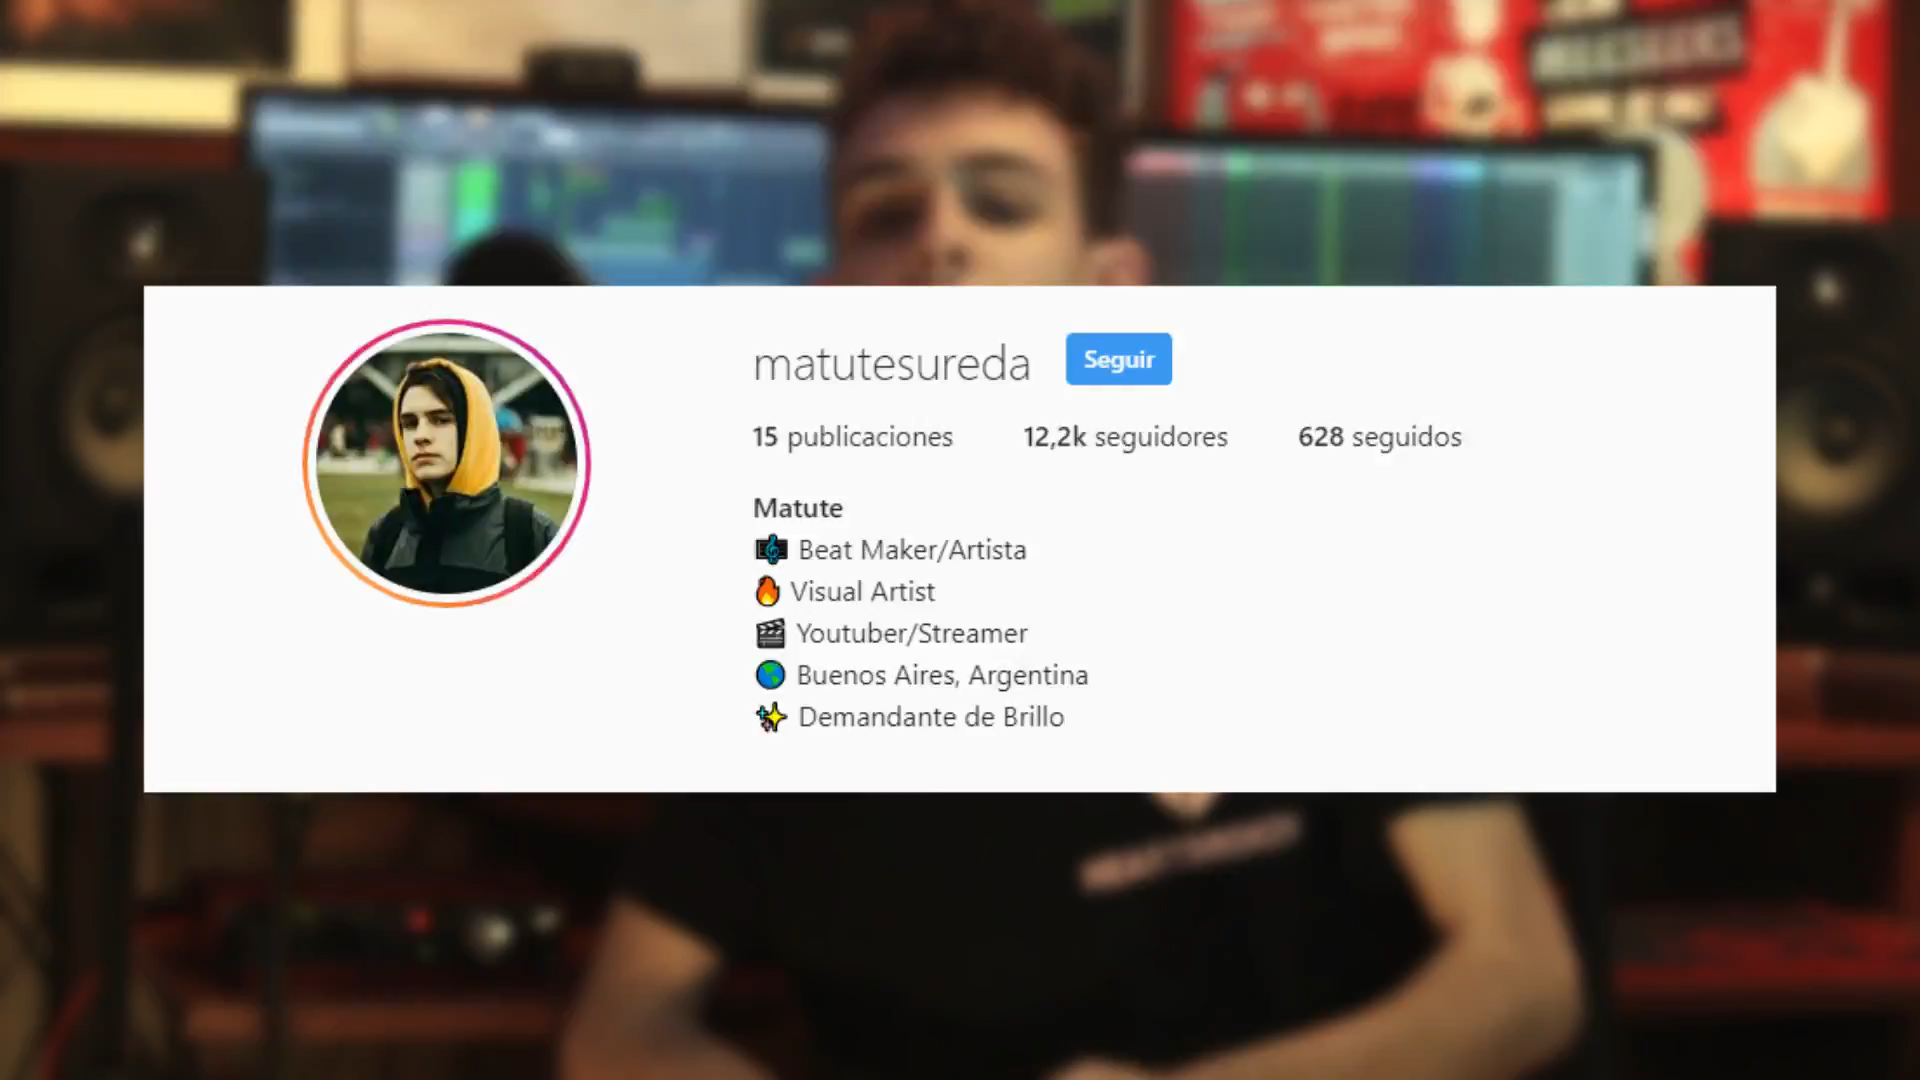 matutesureda Seguir
15 publicaciones 12,2k seguidores 628 seguidos
Matute
Beat Maker/Artista
Visual Artist
Youtuber/Streamer
Buenos Aires, Argentina
Demandante de Brillo